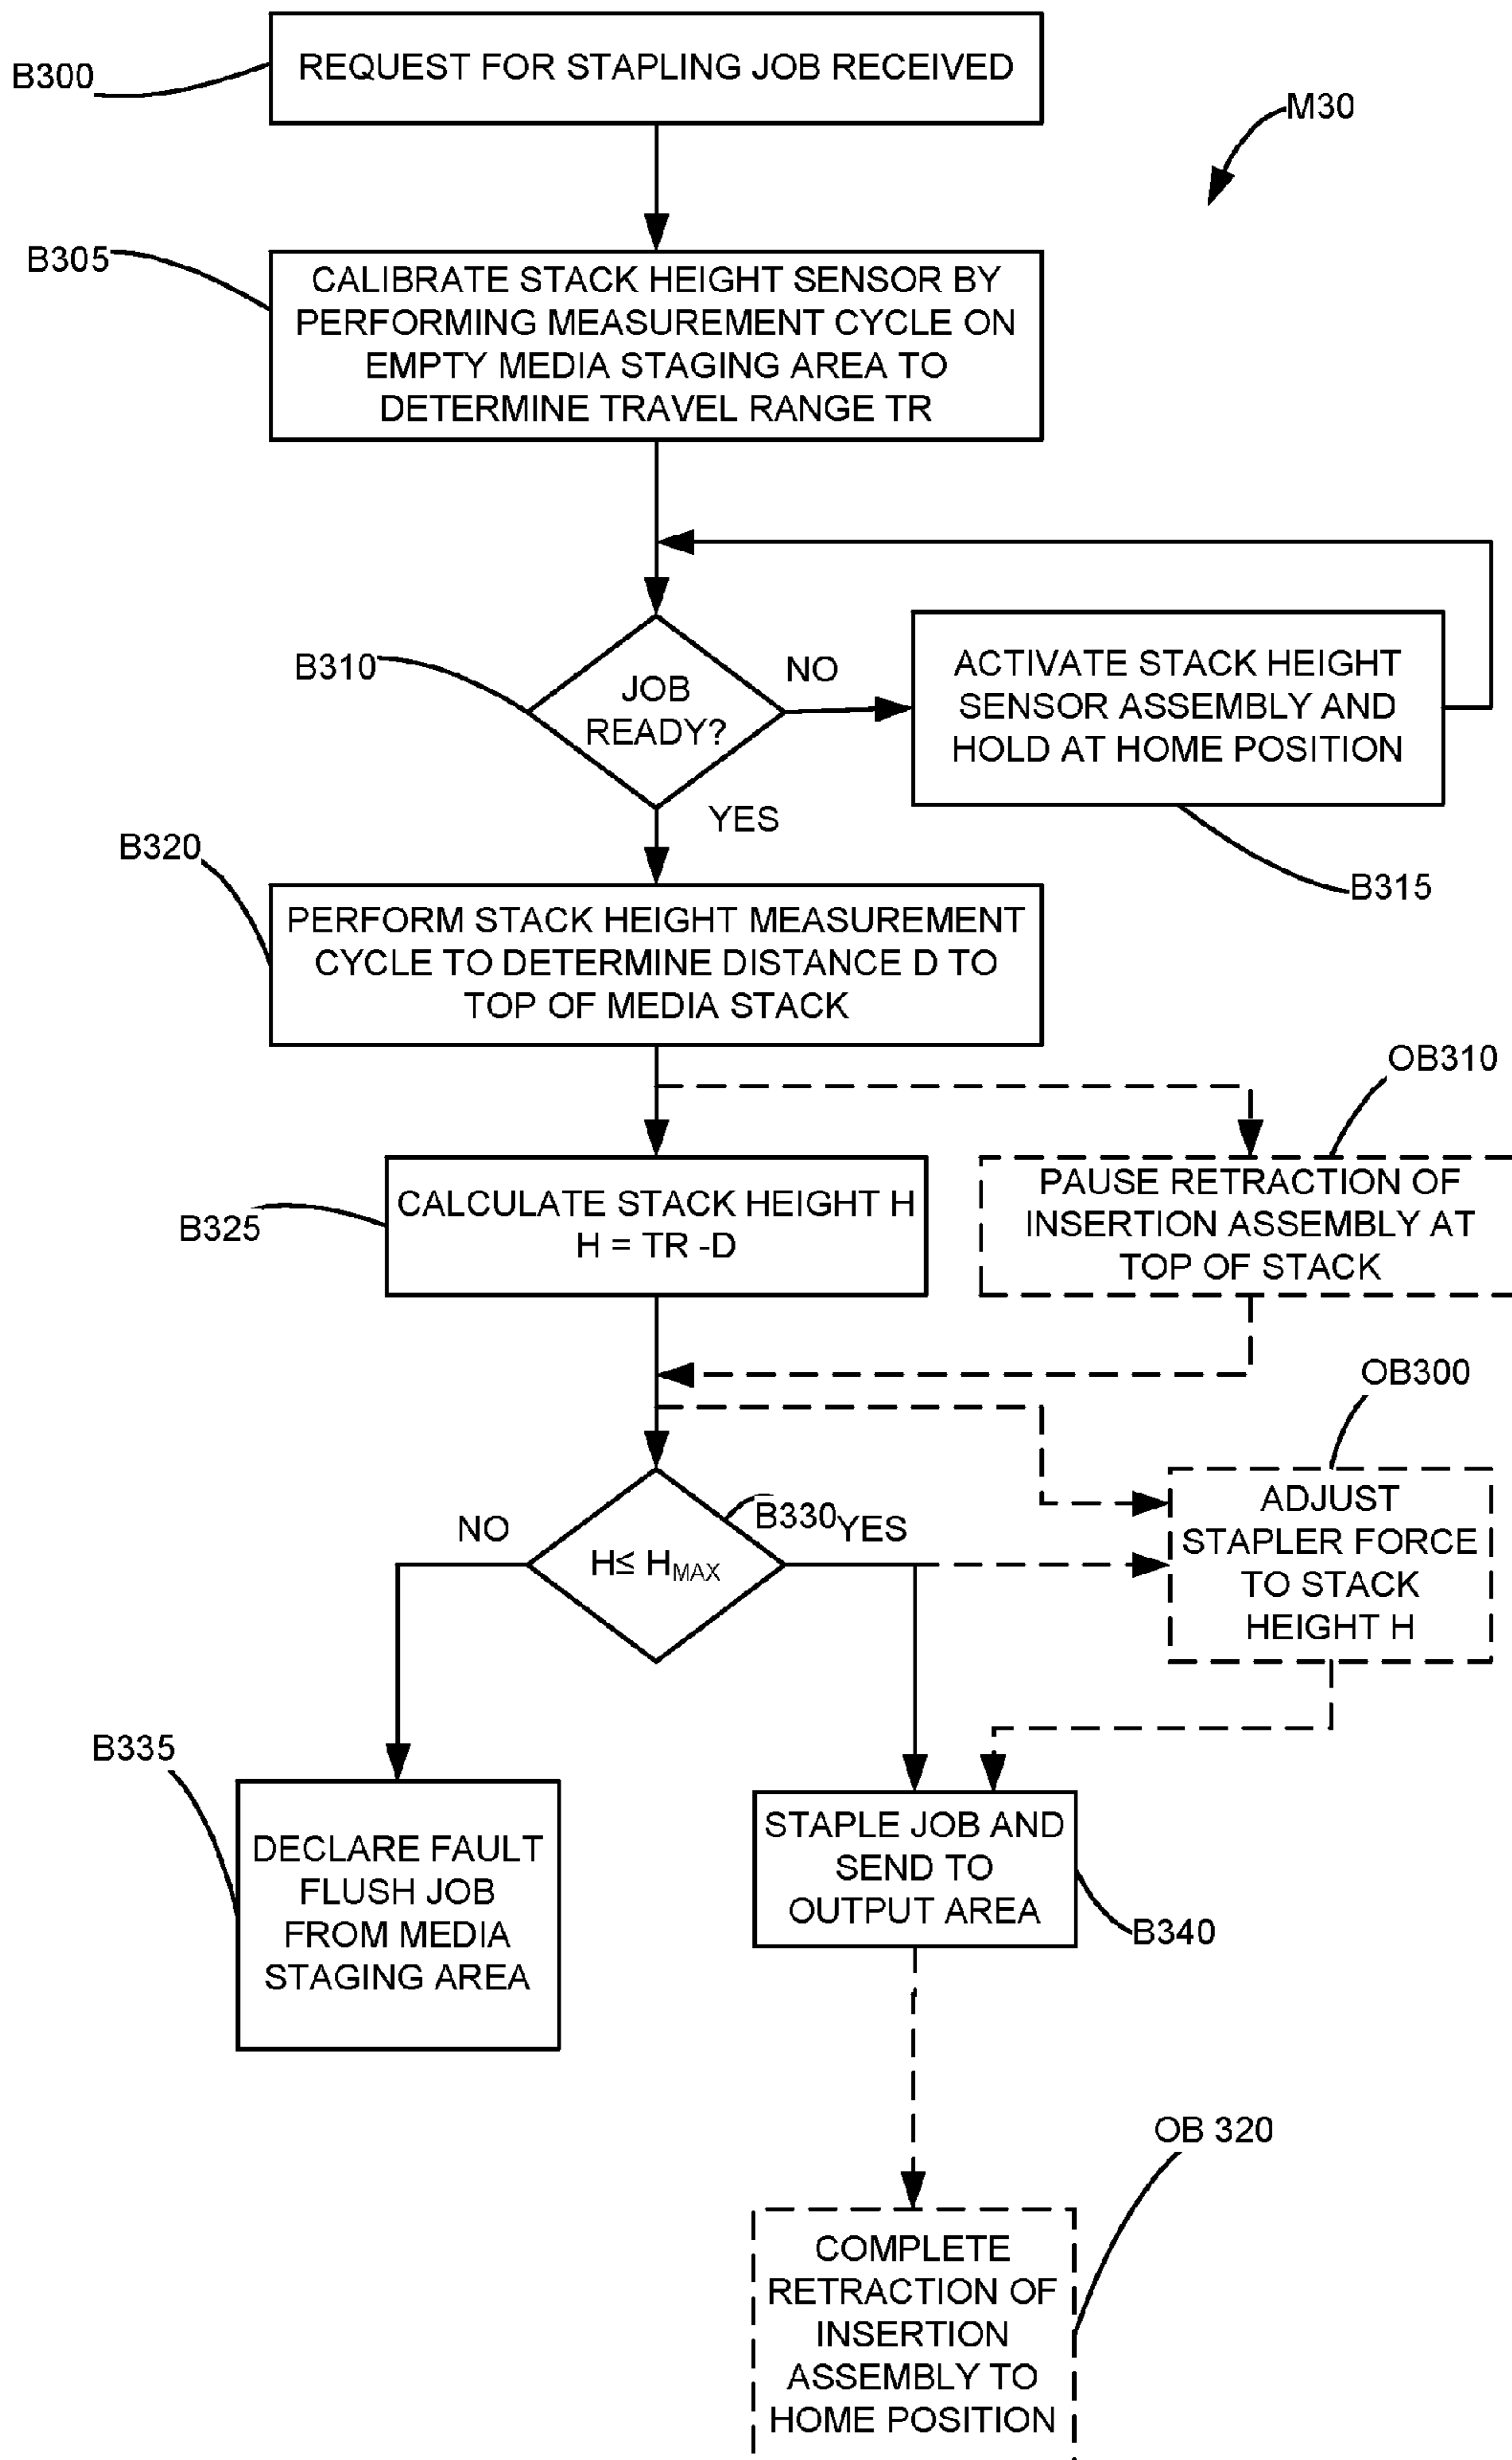 B300
REQUEST FOR STAPLING JOB RECEIVED
M30
B305
CALIBRATE STACK HEIGHT SENSOR BY
PERFORMING MEASUREMENT CYCLE ON
EMPTY MEDIA STAGING AREA TO
DETERMINE TRAVEL RANGE TR
B310
JOB
READY?
NO
ACTIVATE STACK HEIGHT
SENSOR ASSEMBLY AND
HOLD AT HOME POSITION
YES
B315
B320
PERFORM STACK HEIGHT MEASUREMENT
CYCLE TO DETERMINE DISTANCE D TO
TOP OF MEDIA STACK
OB310
B325
CALCULATE STACK HEIGHT H
H = TR -D
PAUSE RETRACTION OF
INSERTION ASSEMBLY AT
TOP OF STACK
OB300
NO
H≤ HMAX
B330
YES
ADJUST
STAPLER FORCE
TO STACK
HEIGHT H
B335
DECLARE FAULT
FLUSH JOB
FROM MEDIA
STAGING AREA
STAPLE JOB AND
SEND TO
OUTPUT AREA
B340
OB 320
COMPLETE
RETRACTION OF
INSERTION
ASSEMBLY TO
HOME POSITION